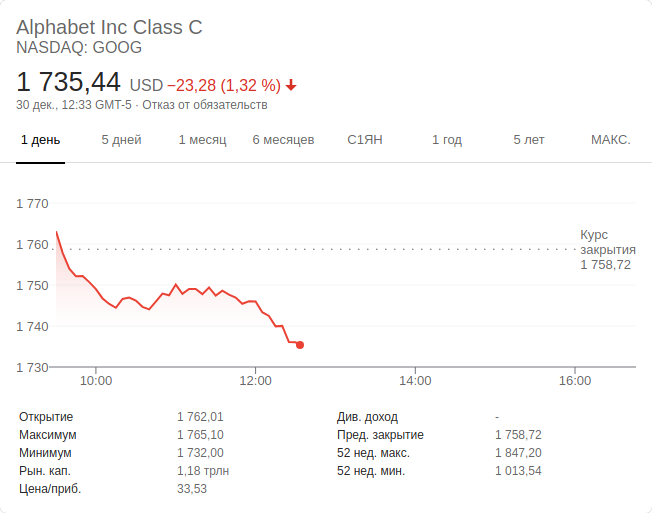 Alphabet Inc Class C
NASDAQ: GOOG
1 735,44 USD −23,28 (1,32 %)
30 дек., 12:33 GMT-5 · Отказ от обязательств
1 день 5 дней 1 месяц 6 месяцев С1ЯН 1 год 5 лет МАКС.
1 770
1 760
1 750
1 740
1 730
Курс
закрытия
1 758,72
10:00 12:00 14:00 16:00
Открытие 1 762,01 Див. доход -
Максимум 1 765,10 Пред. закрытие 1 758,72
Минимум 1 732,00 52 нед. макс. 1 847,20
Рын. кап. 1,18 трлн 52 нед. мин. 1 013,54
Цена/приб. 33,53